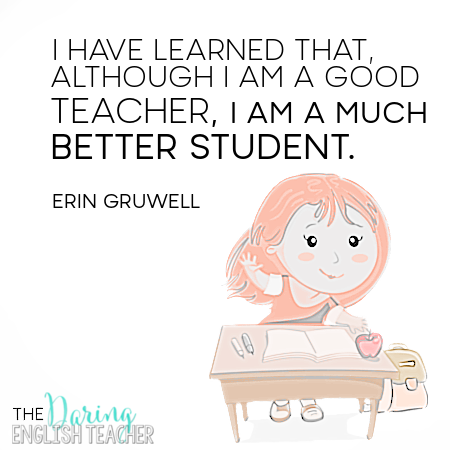 I HAVE LEARNED THAT,
ALTHOUGH I AM A GOOD
TEACHER, I AM A MUCH
BETTER STUDENT.
ERIN GRUWELL
THE Daring
ENGLISH TEACHER